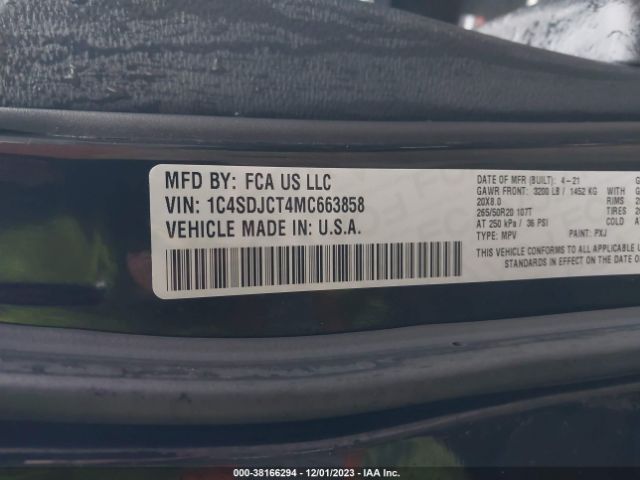 MFD BY: FCA US LLC
VIN: 1C4SDJCT4MC663858
VEHICLE MADE IN: U.S.A.
DATE OF MFR (BUILT): 4-21
GAWR FRONT: 3200 LB / 1452 KG
20X8.0
RIMS
265/50R20 107T
TIRES
AT 250 kPa / 36 PSI
COLD
TYPE: MPV
PAINT: PXJ
THIS VEHICLE CONFORMS TO ALL APPLICABLE
STANDARDS IN EFFECT ON THE DATE OF
000-38166294 - 12/01/2023 - IAA Inc.